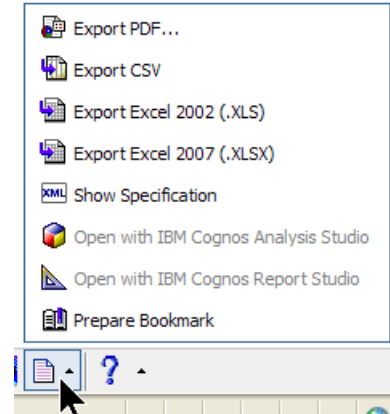 Export PDF...
Export CSV
Export Excel 2002 (.XLS)
Export Excel 2007 (.XLSX)
XML Show Specification
Open with IBM Cognos Analysis Studio
Open with IBM Cognos Report Studio
Prepare Bookmark
?